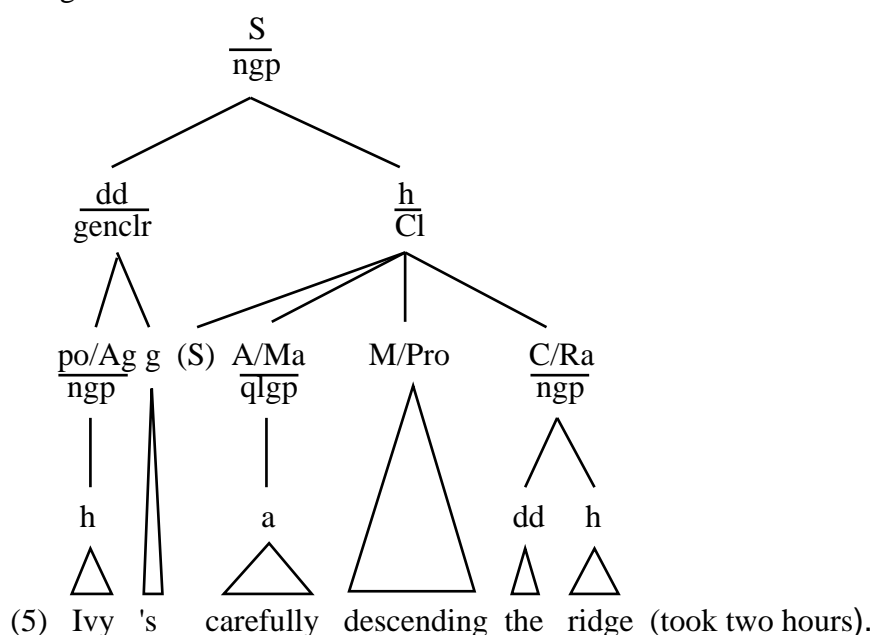 S
ngp
dd h
genclr Cl
po/Ag g (S) A/Ma M/Pro C/Ra
ngp qlgp ngp
h a dd h
(5) Ivy 's carefully descending the ridge (took two hours).